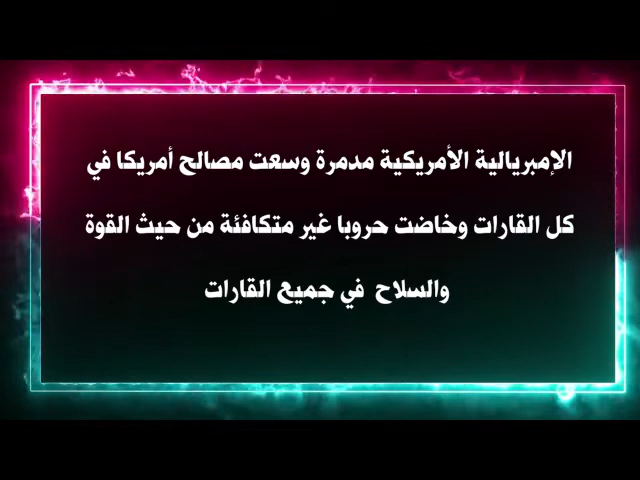 الإمبريالية الأمريكية مدمرة وسعت مصالح أمريكا في
كل القارات وخاضت حروبا غير متكافئة من حيث القوة
والسلاح في جميع القارات